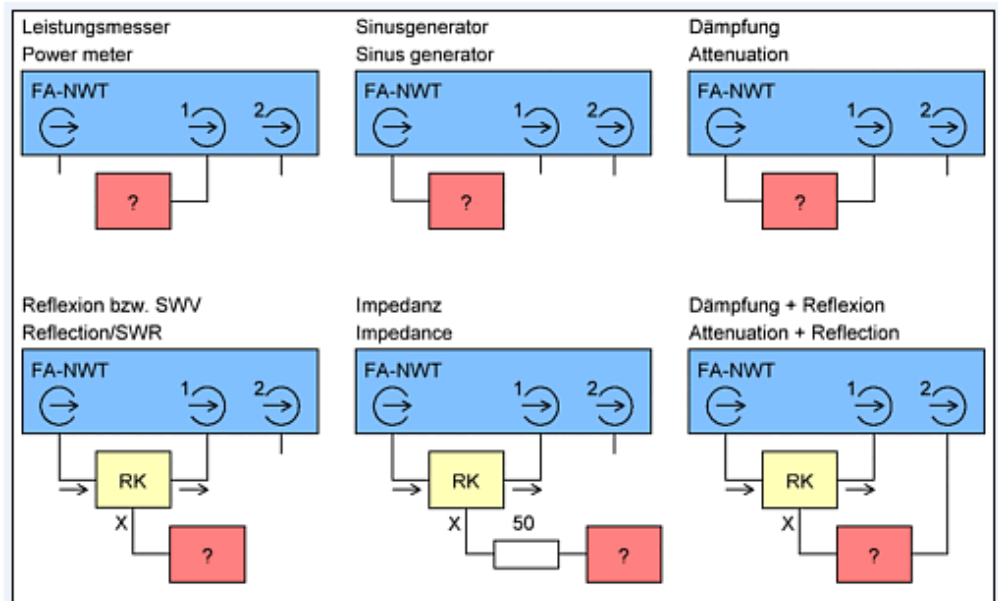 Leistungsmesser
Power meter
FA-NWT
1 2
?
Sinusgenerator
Sinus generator
FA-NWT
1 2
?
Dämpfung
Attenuation
FA-NWT
1 2
?
Reflexion bzw. SWV
Reflection/SWR
FA-NWT
1 2
RK
X
?
Impedanz
Impedance
FA-NWT
1 2
RK
X 50
?
Dämpfung + Reflexion
Attenuation + Reflection
FA-NWT
1 2
RK
X
?